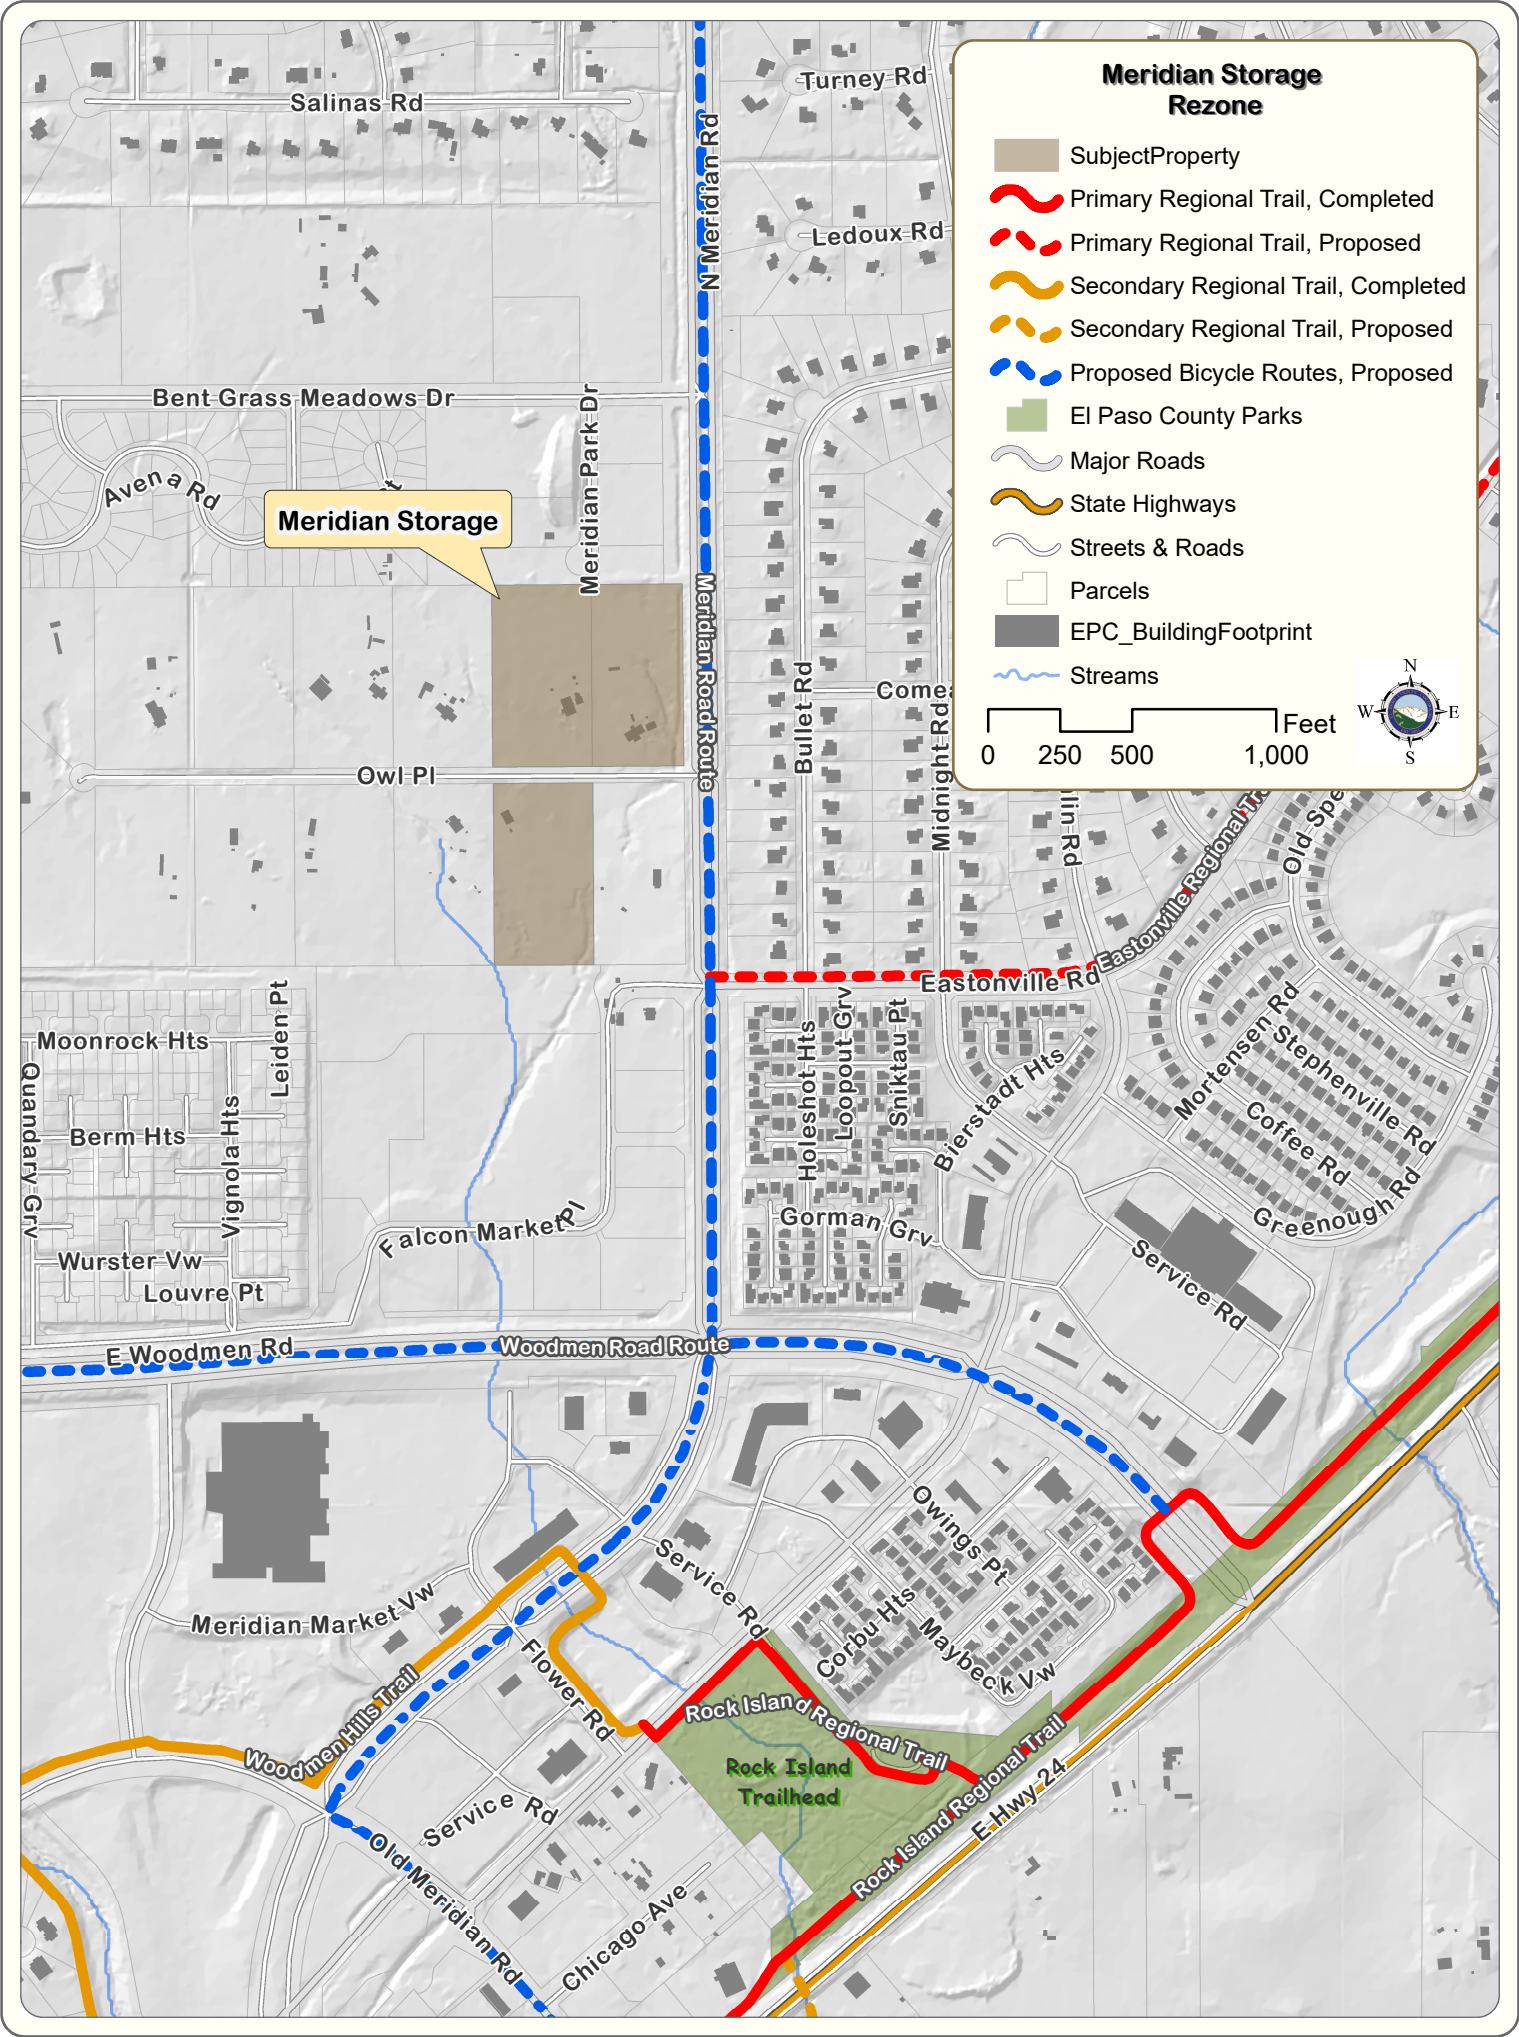 Meridian Storage
Rezone
SubjectProperty
Primary Regional Trail, Completed
Primary Regional Trail, Proposed
Secondary Regional Trail, Completed
Secondary Regional Trail, Proposed
Proposed Bicycle Routes, Proposed
El Paso County Parks
Major Roads
State Highways
Streets & Roads
Parcels
EPC_BuildingFootprint
Streams
Feet
0 250 500 1,000
N
W E
S
Turney Rd
Salinas Rd
N Meridian Rd
Ledoux Rd
Bent Grass Meadows Dr
Meridian Park Dr
Avena Rd
Meridian Storage
Meridian Road Route
Bullet Rd
Midnight Rd
Owl Pl
Eastonville Rd
Moonrock Hts
Leiden Pt
Quandary Grv
Berm Hts
Vignola Hts
Wurster Vw
Louvre Pt
Falcon Market Pl
Holeshot Hts
Loopout Grv
Sniktau Pt
Bierstadt Hts
Gorman Grv
Mortensen Rd
Stephenville Rd
Coffee Rd
Greenough Rd
Service Rd
E Woodmen Rd
Woodmen Road Route
Owings Pt
Service Rd
Corbu Hts
Maybeck Vw
Meridian Market Vw
Flower Rd
Woodmen Hills Trail
Rock Island Regional Trail
Rock Island
Trailhead
Rock Island Regional Trail
E Hwy 24
Service Rd
Old Meridian Rd
Chicago Ave